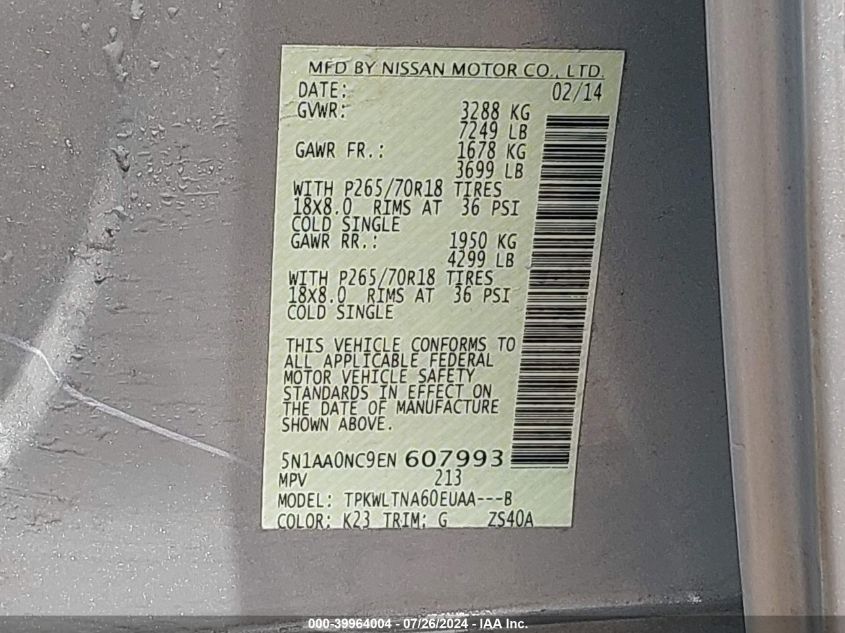 MFD BY NISSAN MOTOR CO., LTD.
DATE: 02/14
GVWR: 3288 KG
7249 LB
GAWR FR.: 1678 KG
3699 LB
WITH P265/70R18 TIRES
18X8.0 RIMS AT 36 PSI
COLD SINGLE
GAWR RR.: 1950 KG
4299 LB
WITH P265/70R18 TIRES
18X8.0 RIMS AT 36 PSI
COLD SINGLE
THIS VEHICLE CONFORMS TO
ALL APPLICABLE FEDERAL
MOTOR VEHICLE SAFETY
STANDARDS IN EFFECT ON
THE DATE OF MANUFACTURE
SHOWN ABOVE.
5N1AA0NC9EN 607993
MPV 213
MODEL: TPKWLTNA60EUAA---B
COLOR: K23 TRIM: G ZS40A
000-39964004 - 07/26/2024 - IAA Inc.